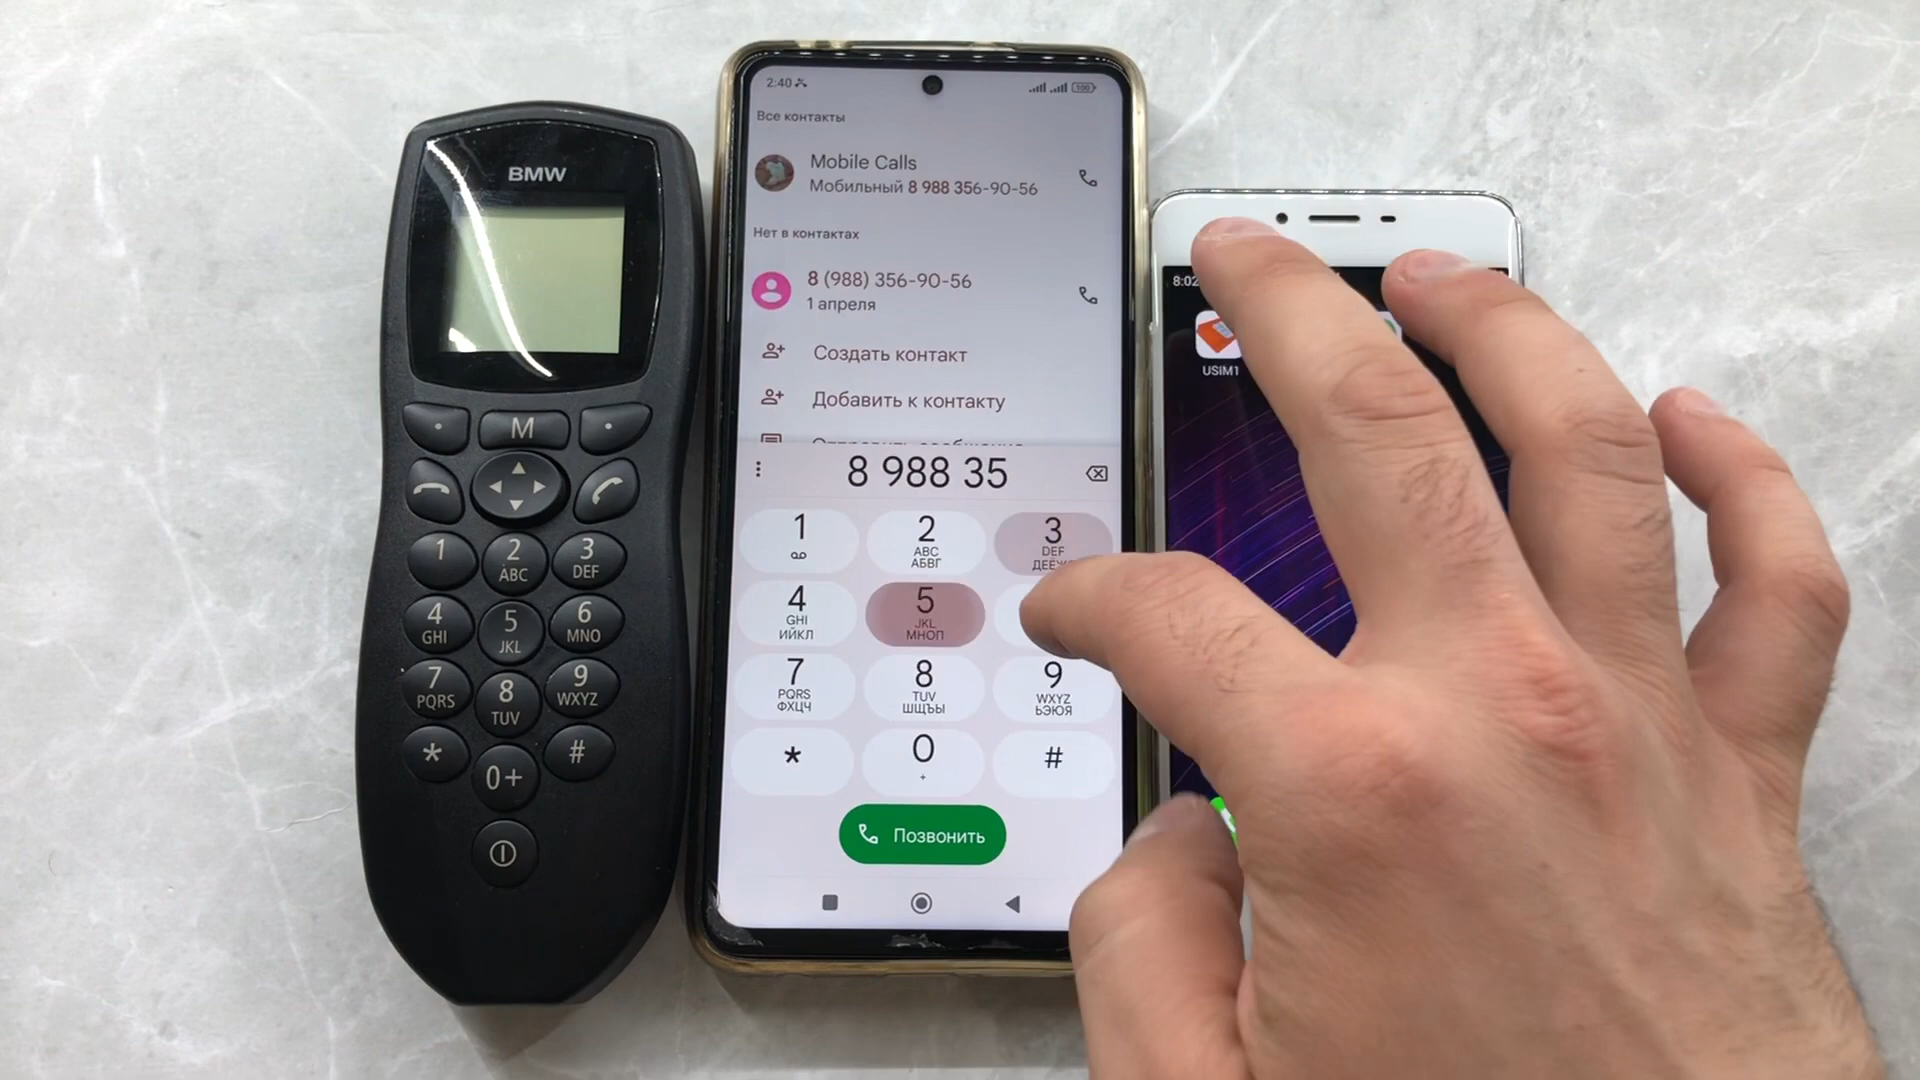 BMW
M
1
2
ABC
3
DEF
4
GHI
5
JKL
6
MNO
7
PQRS
8
TUV
9
WXYZ
*
0+
#
2:40
100
Все контакты
Mobile Calls
Мобильный 8 988 356-90-56
Нет в контактах
8 (988) 356-90-56
1 апреля
Создать контакт
Добавить к контакту
8 988 35
1
2
ABC
АБВГ
3
DEF
4
GHI
ИЙКЛ
5
JKL
МНОП
7
PQRS
ФХЦЧ
8
TUV
ШЩЪЫ
9
WXYZ
ЬЭЮЯ
*
0
+
#
Позвонить
8:02
USIM1